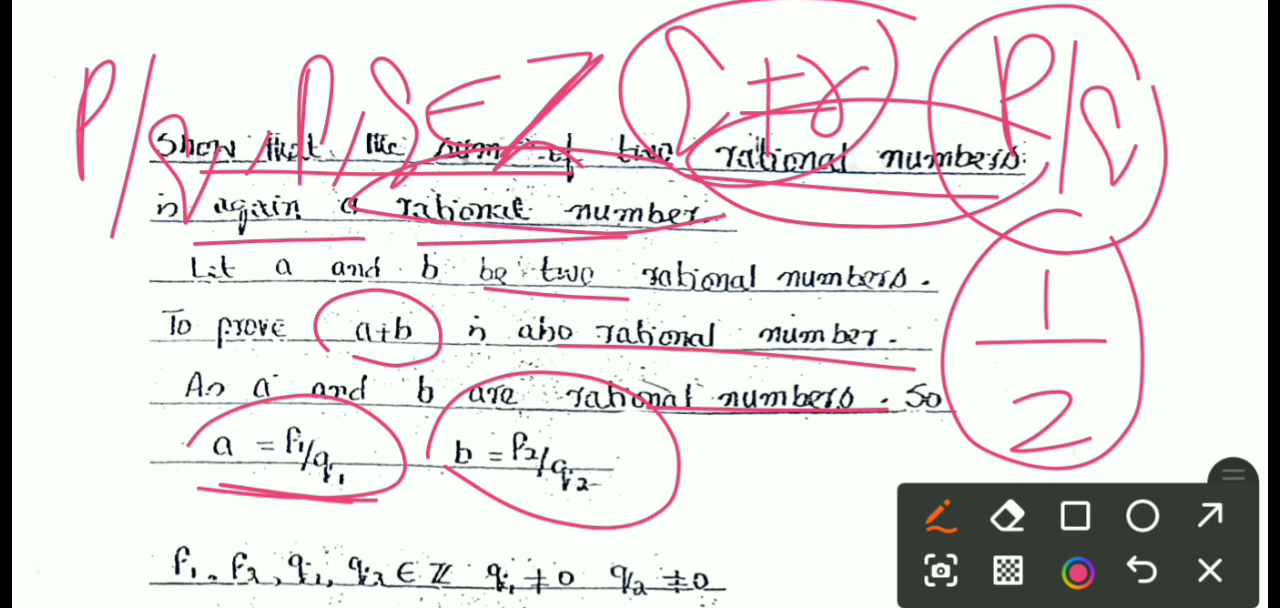 P/q, P, q ∈ Z
Σ + r
P/q
Show that the sum of two rational numbers
is again a rational number.
Let a and b be two rational numbers.
1
2
To prove a+b is also rational number.
As a and b are rational numbers. So
a = P1/q1 b = P2/q2
P1, P2, q1, q2 ∈ Z q1 ≠ 0 q2 ≠ 0